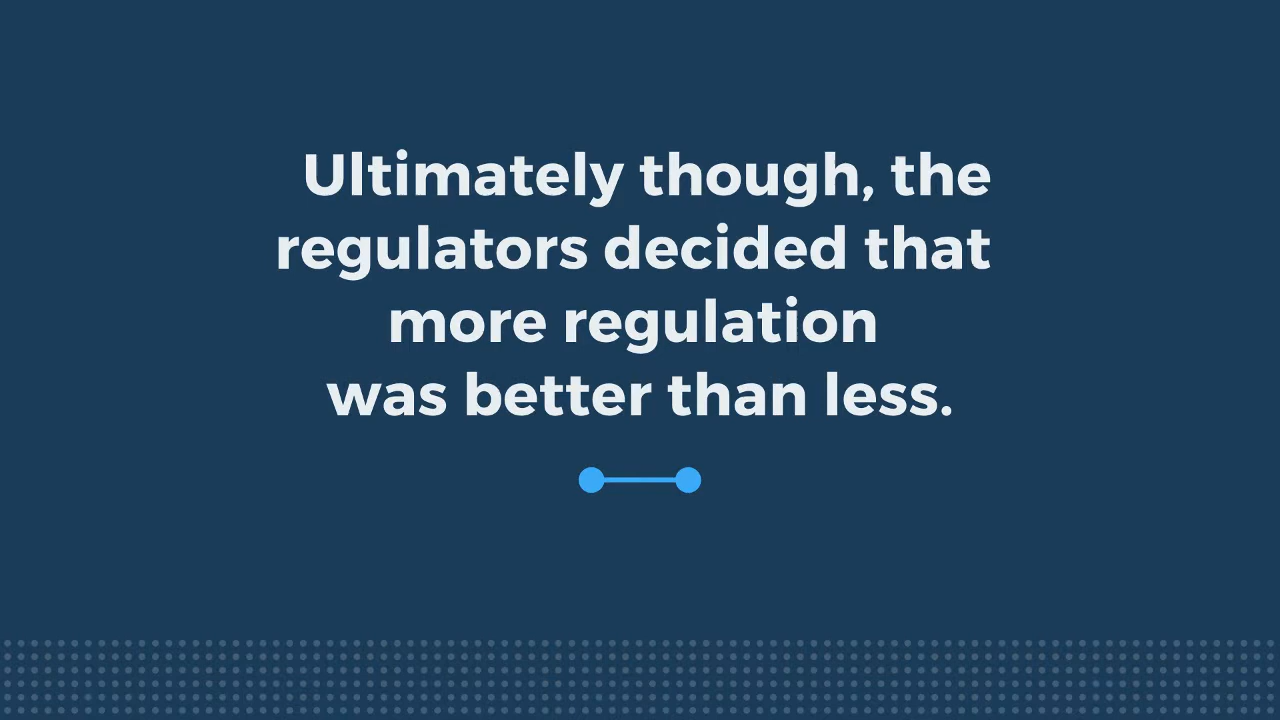 Ultimately though, the
regulators decided that
more regulation
was better than less.